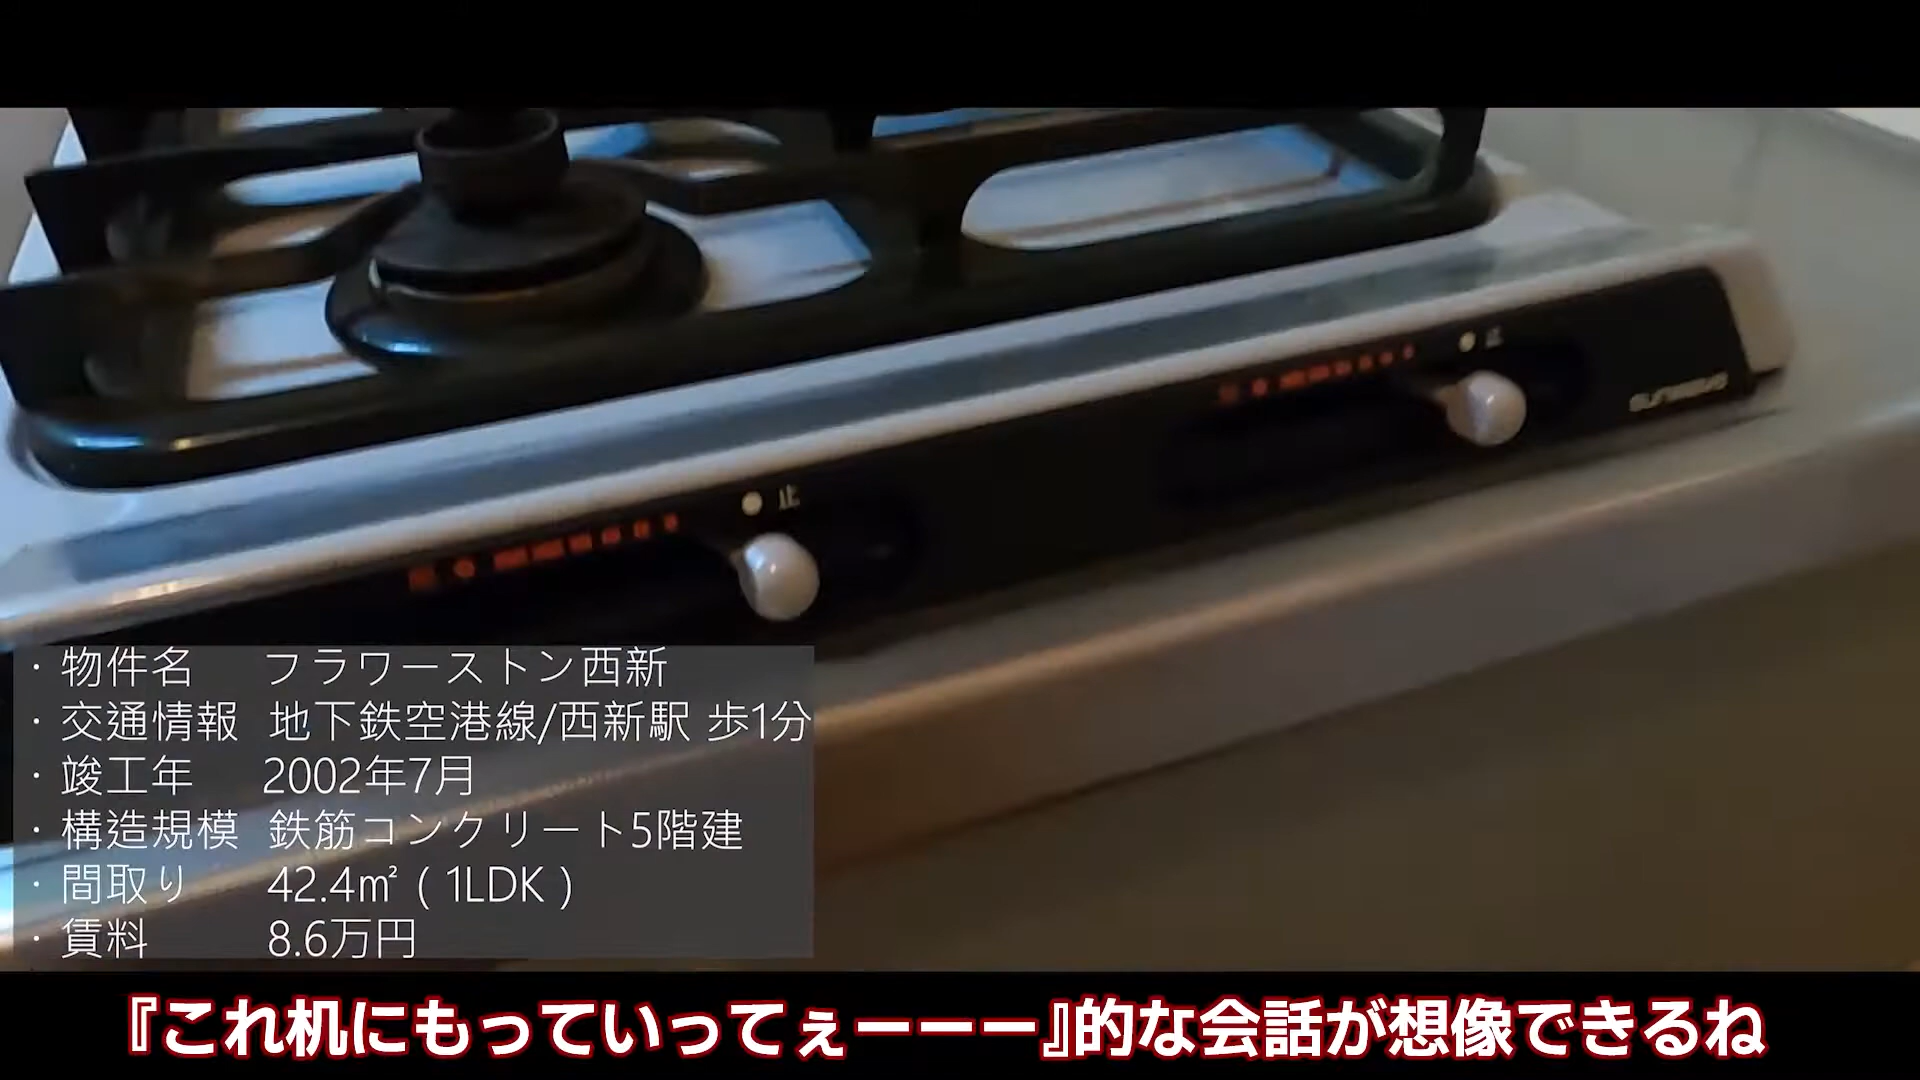 止
止
・物件名 フラワーストン西新
・交通情報 地下鉄空港線/西新駅 歩1分
・竣工年 2002年7月
・構造規模 鉄筋コンクリート5階建
・間取り 42.4㎡ ( 1LDK )
・賃料 8.6万円
『これ机にもっていってぇーーー』的な会話が想像できるね